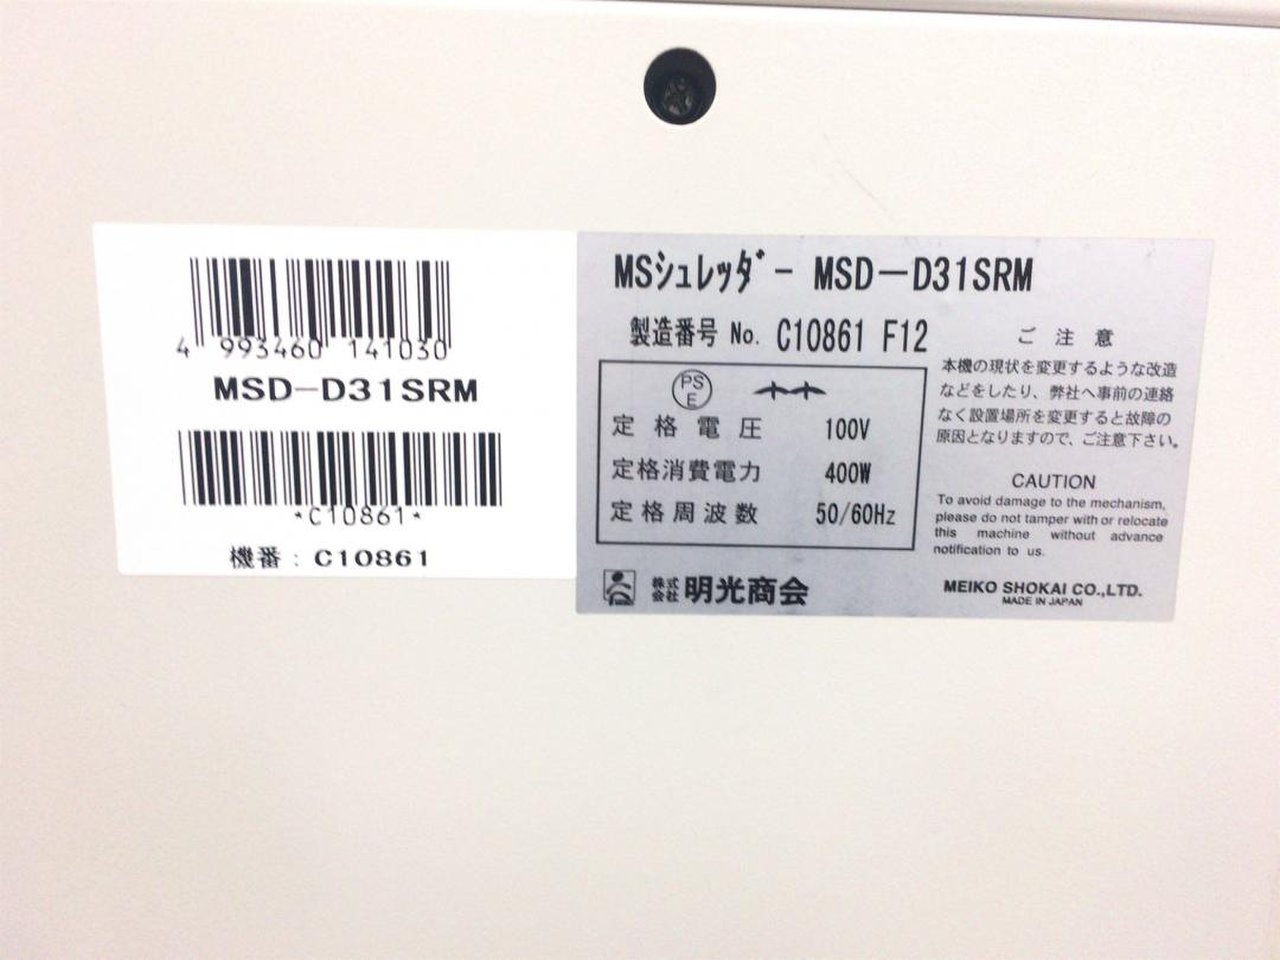 4 993460 141030
MSD-D31SRM
*C10861*
機番：C10861
MSシュレッダー MSD-D31SRM
製造番号 No. C10861 F12
PS
E
定格電圧 100V
定格消費電力 400W
定格周波数 50/60Hz
株式会社 明光商会
ご注意
本機の現状を変更するような改造
などをしたり、弊社へ事前の連絡
なく設置場所を変更すると故障の
原因となりますので、ご注意下さい。
CAUTION
To avoid damage to the mechanism,
please do not tamper with or relocate
this machine without advance
notification to us.
MEIKO SHOKAI CO.,LTD.
MADE IN JAPAN